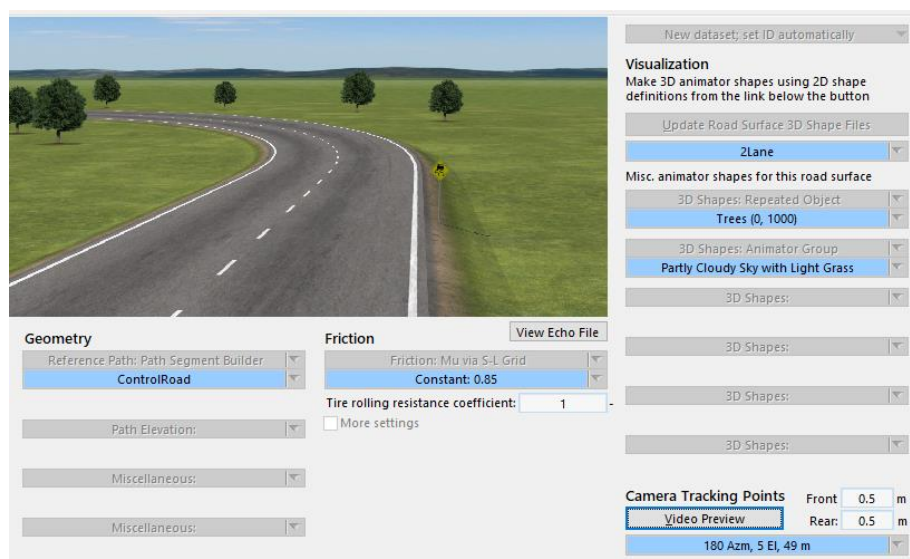 New dataset; set ID automatically
Visualization
Make 3D animator shapes using 2D shape
definitions from the link below the button
Update Road Surface 3D Shape Files
2Lane
Misc. animator shapes for this road surface
3D Shapes: Repeated Object
Trees (0, 1000)
3D Shapes: Animator Group
Partly Cloudy Sky with Light Grass
3D Shapes:
3D Shapes:
3D Shapes:
3D Shapes:
Geometry
Reference Path: Path Segment Builder
ControlRoad
Path Elevation:
Miscellaneous:
Miscellaneous:
Friction
View Echo File
Friction: Mu via S-L Grid
Constant: 0.85
Tire rolling resistance coefficient: 1 -
More settings
Camera Tracking Points Front 0.5 m
Video Preview Rear: 0.5 m
180 Azm, 5 El, 49 m